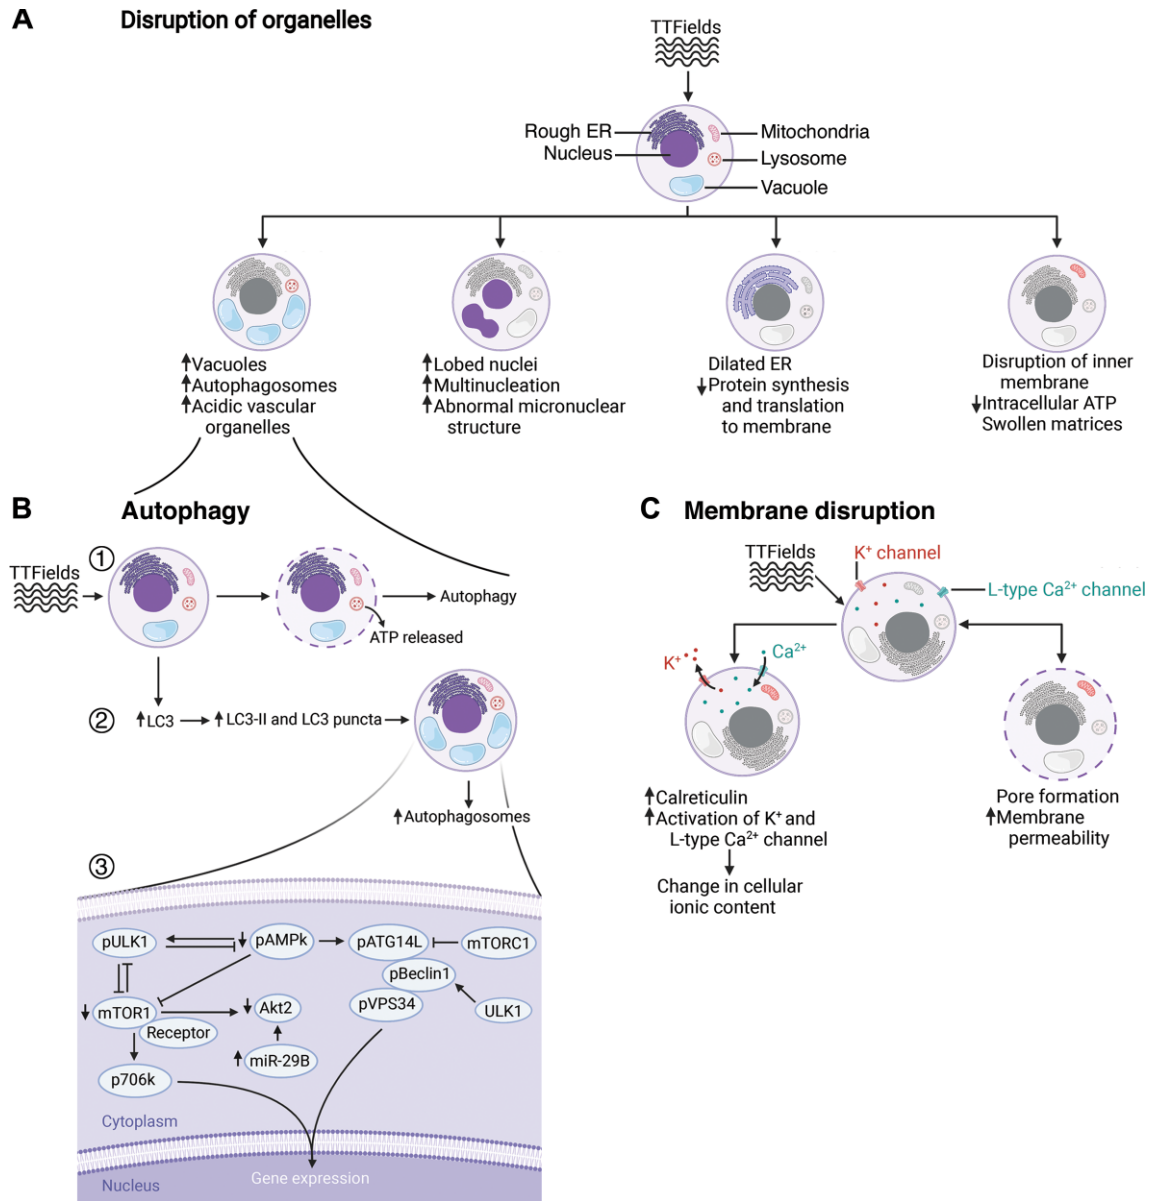 A
Disruption of organelles
TTFields
Rough ER
Nucleus
Mitochondria
Lysosome
Vacuole
Vacuoles
Autophagosomes
Acidic vascular
organelles
Lobed nuclei
Multinucleation
Abnormal micronuclear
structure
Dilated ER
Protein synthesis
and translation
to membrane
Disruption of inner
membrane
Intracellular ATP
Swollen matrices
B
Autophagy
①
TTFields
ATP released
Autophagy
②
LC3
LC3-II and LC3 puncta
Autophagosomes
③
pULK1
pAMPk
pATG14L
mTORC1
pBeclin1
mTOR1
Receptor
Akt2
pVPS34
ULK1
miR-29B
p706k
Cytoplasm
Gene expression
Nucleus
C
Membrane disruption
TTFields
K⁺ channel
L-type Ca²⁺ channel
K⁺
Ca²⁺
Calreticulin
Activation of K⁺ and
L-type Ca²⁺ channel
Change in cellular
ionic content
Pore formation
Membrane
permeability